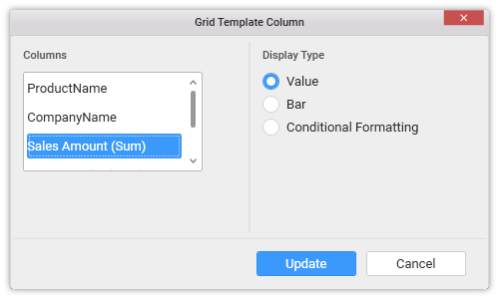 Grid Template Column
Columns
ProductName
CompanyName
Sales Amount (Sum)
Display Type
Value
Bar
Conditional Formatting
Update
Cancel